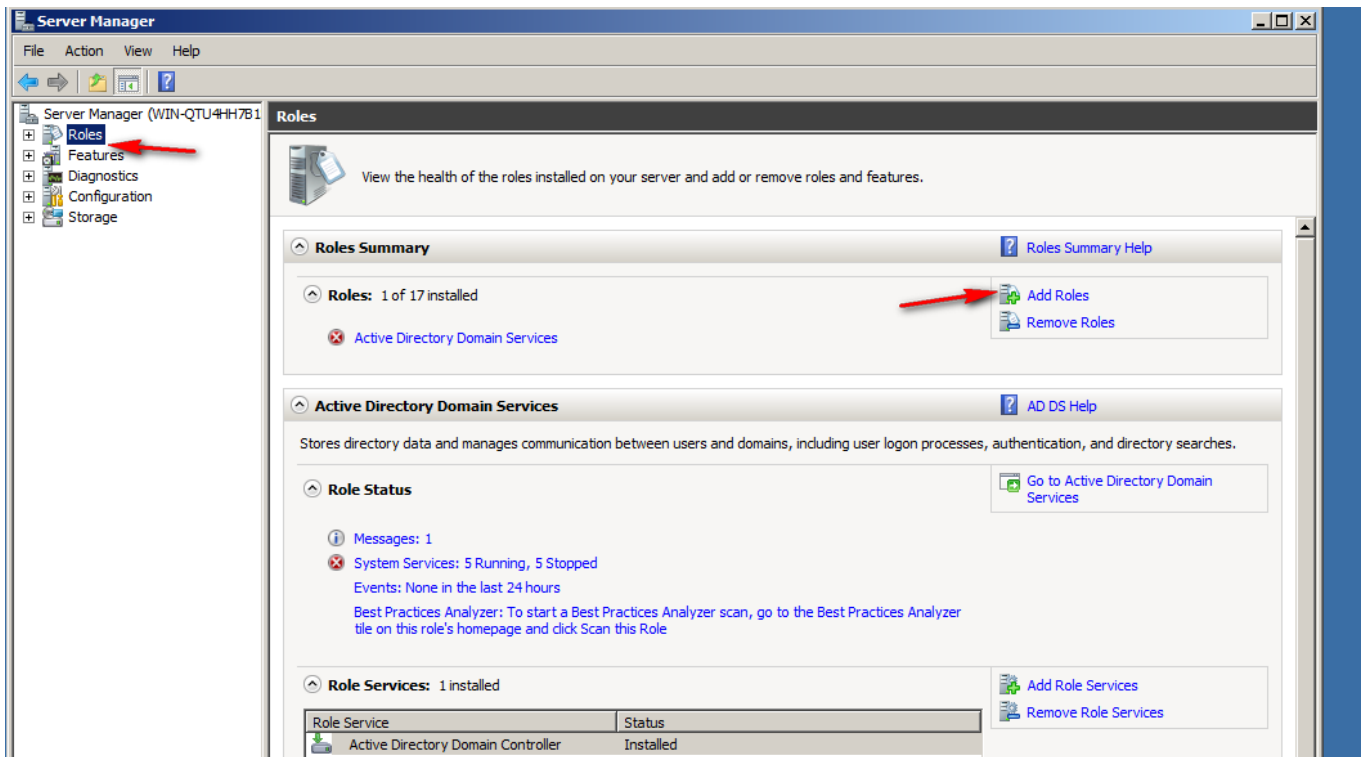 Server Manager
File Action View Help
Server Manager (WIN-QTU4HH7B1
Roles
Features
Diagnostics
Configuration
Storage
Roles
View the health of the roles installed on your server and add or remove roles and features.
Roles Summary
Roles Summary Help
Roles: 1 of 17 installed
Add Roles
Remove Roles
Active Directory Domain Services
Active Directory Domain Services
AD DS Help
Stores directory data and manages communication between users and domains, including user logon processes, authentication, and directory searches.
Role Status
Go to Active Directory Domain
Services
Messages: 1
System Services: 5 Running, 5 Stopped
Events: None in the last 24 hours
Best Practices Analyzer: To start a Best Practices Analyzer scan, go to the Best Practices Analyzer
tile on this role's homepage and click Scan this Role
Role Services: 1 installed
Add Role Services
Remove Role Services
Role Service Status
Active Directory Domain Controller Installed